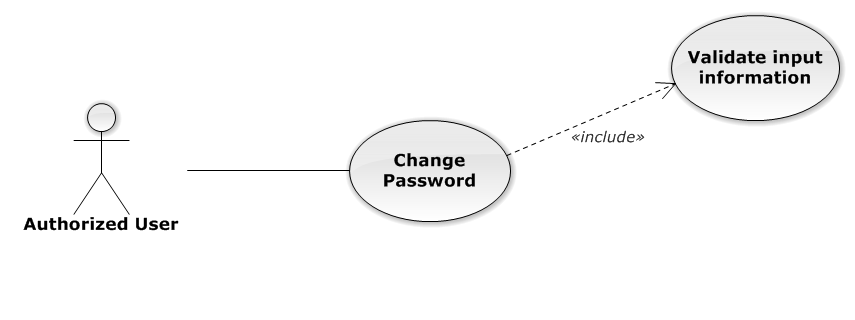 Validate input
information
«include»
Change
Password
Authorized User